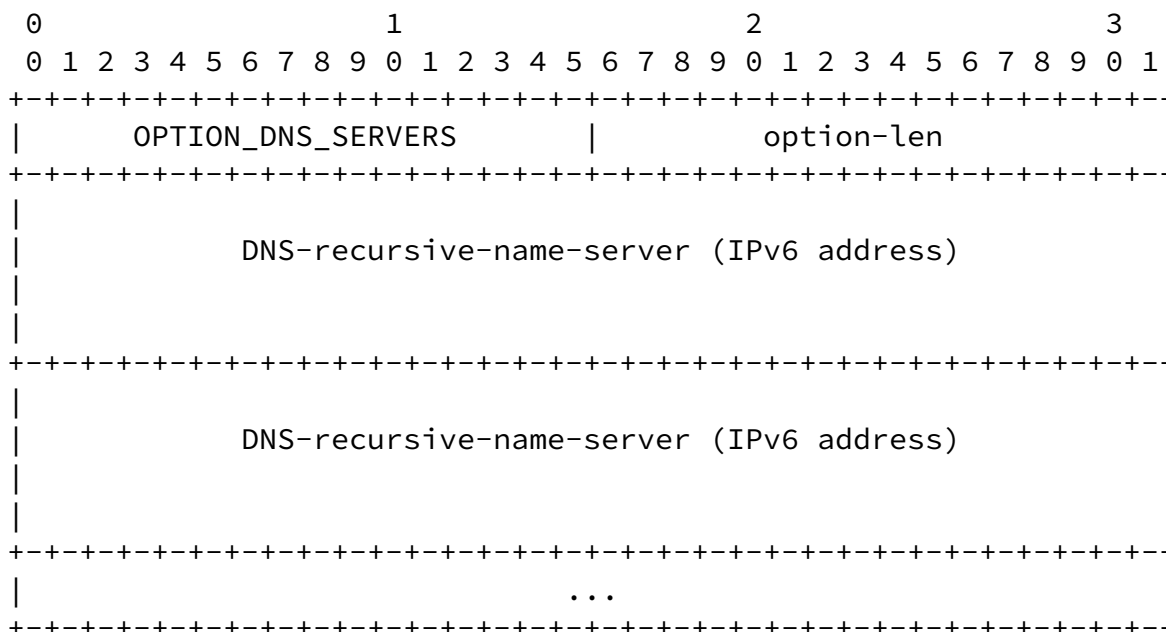 0                   1                   2                   3
 0 1 2 3 4 5 6 7 8 9 0 1 2 3 4 5 6 7 8 9 0 1 2 3 4 5 6 7 8 9 0 1
+-+-+-+-+-+-+-+-+-+-+-+-+-+-+-+-+-+-+-+-+-+-+-+-+-+-+-+-+-+-+-+--
|      OPTION_DNS_SERVERS       |         option-len
+-+-+-+-+-+-+-+-+-+-+-+-+-+-+-+-+-+-+-+-+-+-+-+-+-+-+-+-+-+-+-+--
|
|            DNS-recursive-name-server (IPv6 address)
|
|
+-+-+-+-+-+-+-+-+-+-+-+-+-+-+-+-+-+-+-+-+-+-+-+-+-+-+-+-+-+-+-+--
|
|            DNS-recursive-name-server (IPv6 address)
|
|
+-+-+-+-+-+-+-+-+-+-+-+-+-+-+-+-+-+-+-+-+-+-+-+-+-+-+-+-+-+-+-+--
|                              ...
+-+-+-+-+-+-+-+-+-+-+-+-+-+-+-+-+-+-+-+-+-+-+-+-+-+-+-+-+-+-+-+--